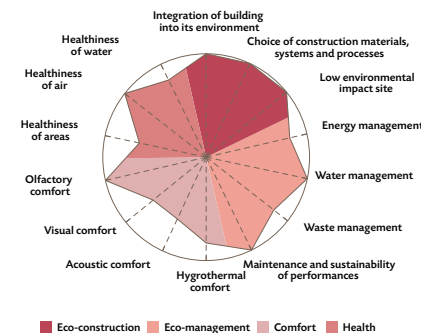 Integration of building
into its environment
Healthiness
of water
Choice of construction materials,
systems and processes
Healthiness
of air
Low environmental
impact site
Healthiness
of areas
Energy management
Olfactory
comfort
Water management
Visual comfort
Waste management
Acoustic comfort
Hygrothermal
comfort
Maintenance and sustainability
of performances
Eco-construction
Eco-management
Comfort
Health